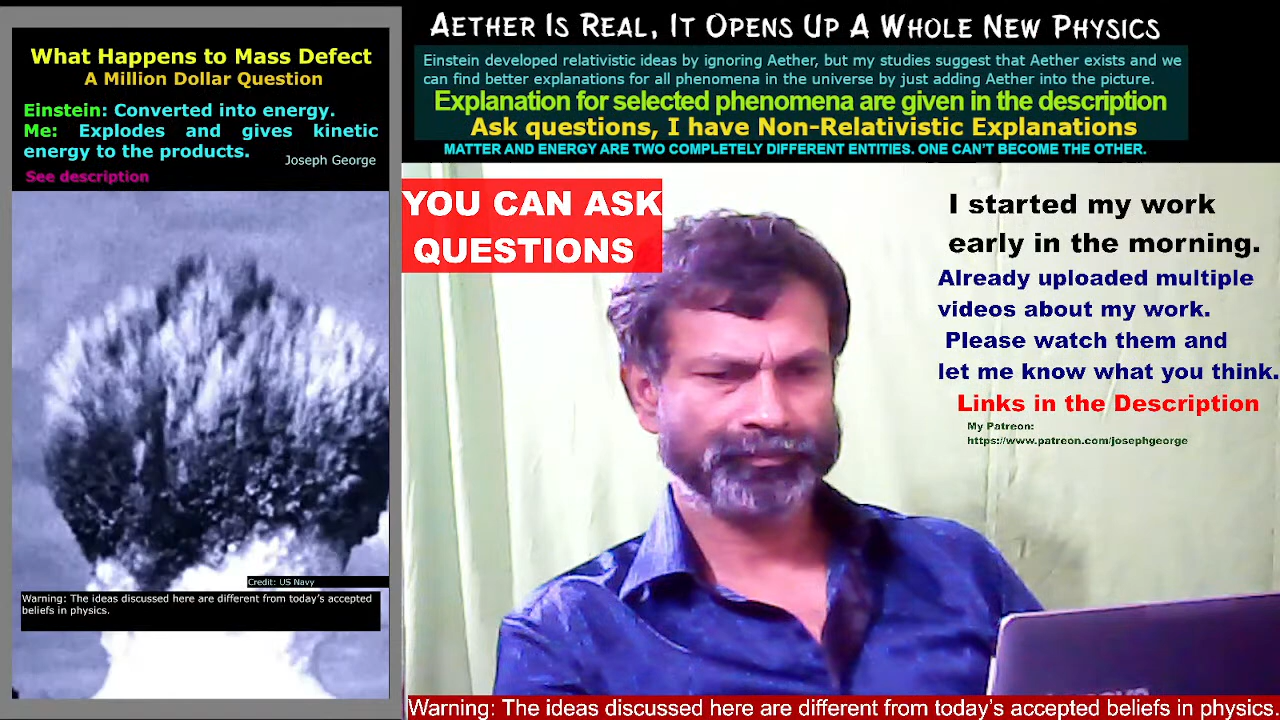 What Happens to Mass Defect
A Million Dollar Question
Einstein: Converted into energy.
Me: Explodes and gives kinetic
energy to the products.
Joseph George
See description
Credit: US Navy
Warning: The ideas discussed here are different from today's accepted
beliefs in physics.
AETHER IS REAL, IT OPENS UP A WHOLE NEW PHYSICS
Einstein developed relativistic ideas by ignoring Aether, but my studies suggest that Aether exists and we
can find better explanations for all phenomena in the universe by just adding Aether into the picture.
Explanation for selected phenomena are given in the description
Ask questions, I have Non-Relativistic Explanations
MATTER AND ENERGY ARE TWO COMPLETELY DIFFERENT ENTITIES. ONE CAN'T BECOME THE OTHER.
YOU CAN ASK
QUESTIONS
I started my work
early in the morning.
Already uploaded multiple
videos about my work.
Please watch them and
let me know what you think.
Links in the Description
My Patreon:
https://www.patreon.com/josephgeorge
Warning: The ideas discussed here are different from today's accepted beliefs in physics.